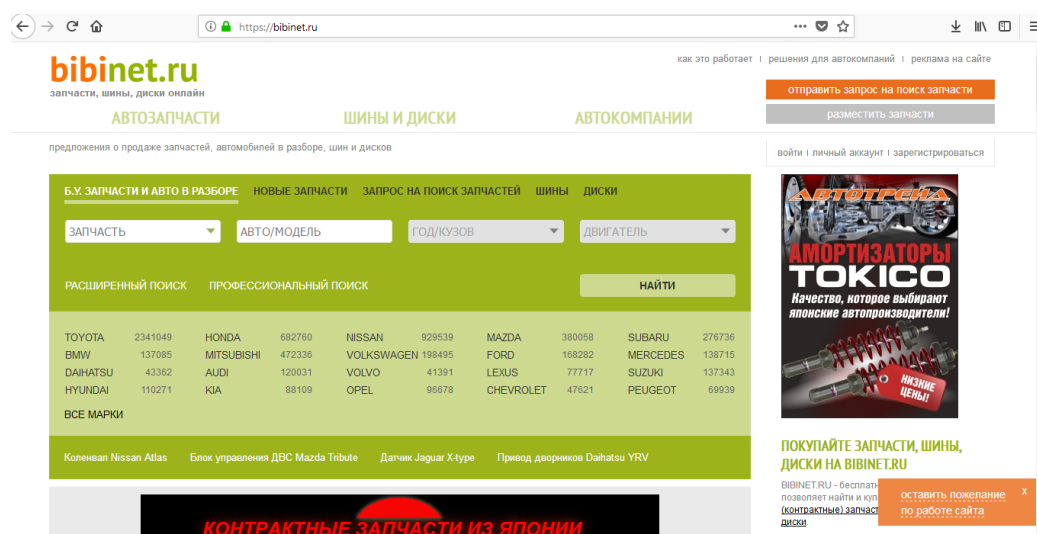 https://bibinet.ru
bibinet.ru
запчасти, шины, диски онлайн
как это работает | решения для автокомпаний | реклама на сайте
отправить запрос на поиск запчасти
разместить запчасти
АВТОЗАПЧАСТИ ШИНЫ И ДИСКИ АВТОКОМПАНИИ
предложения о продаже запчастей, автомобилей в разборе, шин и дисков
войти | личный аккаунт | зарегистрироваться
Б.У. ЗАПЧАСТИ И АВТО В РАЗБОРЕ НОВЫЕ ЗАПЧАСТИ ЗАПРОС НА ПОИСК ЗАПЧАСТЕЙ ШИНЫ ДИСКИ
ЗАПЧАСТЬ АВТО/МОДЕЛЬ ГОД/КУЗОВ ДВИГАТЕЛЬ
РАСШИРЕННЫЙ ПОИСК ПРОФЕССИОНАЛЬНЫЙ ПОИСК НАЙТИ
TOYOTA 2341049 HONDA 682760 NISSAN 929539 MAZDA 380058 SUBARU 276736
BMW 137085 MITSUBISHI 472336 VOLKSWAGEN 198495 FORD 168282 MERCEDES 138715
DAIHATSU 43362 AUDI 120031 VOLVO 41391 LEXUS 77717 SUZUKI 137343
HYUNDAI 110271 KIA 88109 OPEL 96678 CHEVROLET 47621 PEUGEOT 69939
ВСЕ МАРКИ
Коленвал Nissan Atlas Блок управления ДВС Mazda Tribute Датчик Jaguar X-type Привод дворников Daihatsu YRV
КОНТРАКТНЫЕ ЗАПЧАСТИ ИЗ ЯПОНИИ
АВТОТРЕЙД
АМОРТИЗАТОРЫ
TOKICO
Качество, которое выбирают
японские автопроизводители!
НИЗКИЕ
ЦЕНЫ!
ПОКУПАЙТЕ ЗАПЧАСТИ, ШИНЫ,
ДИСКИ НА BIBINET.RU
BIBINET.RU - бесплатн
позволяет найти и куп
(контрактные) запчаст
диски.
оставить пожелание x
по работе сайта